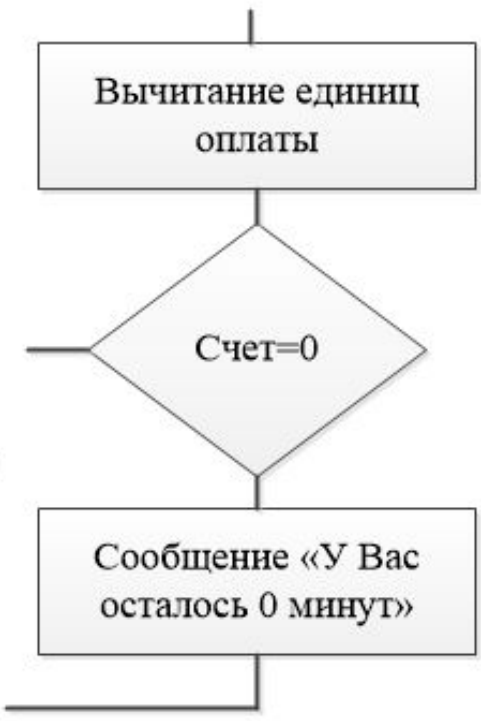 Вычитание единиц
оплаты
Счет=0
Сообщение «У Вас
осталось 0 минут»